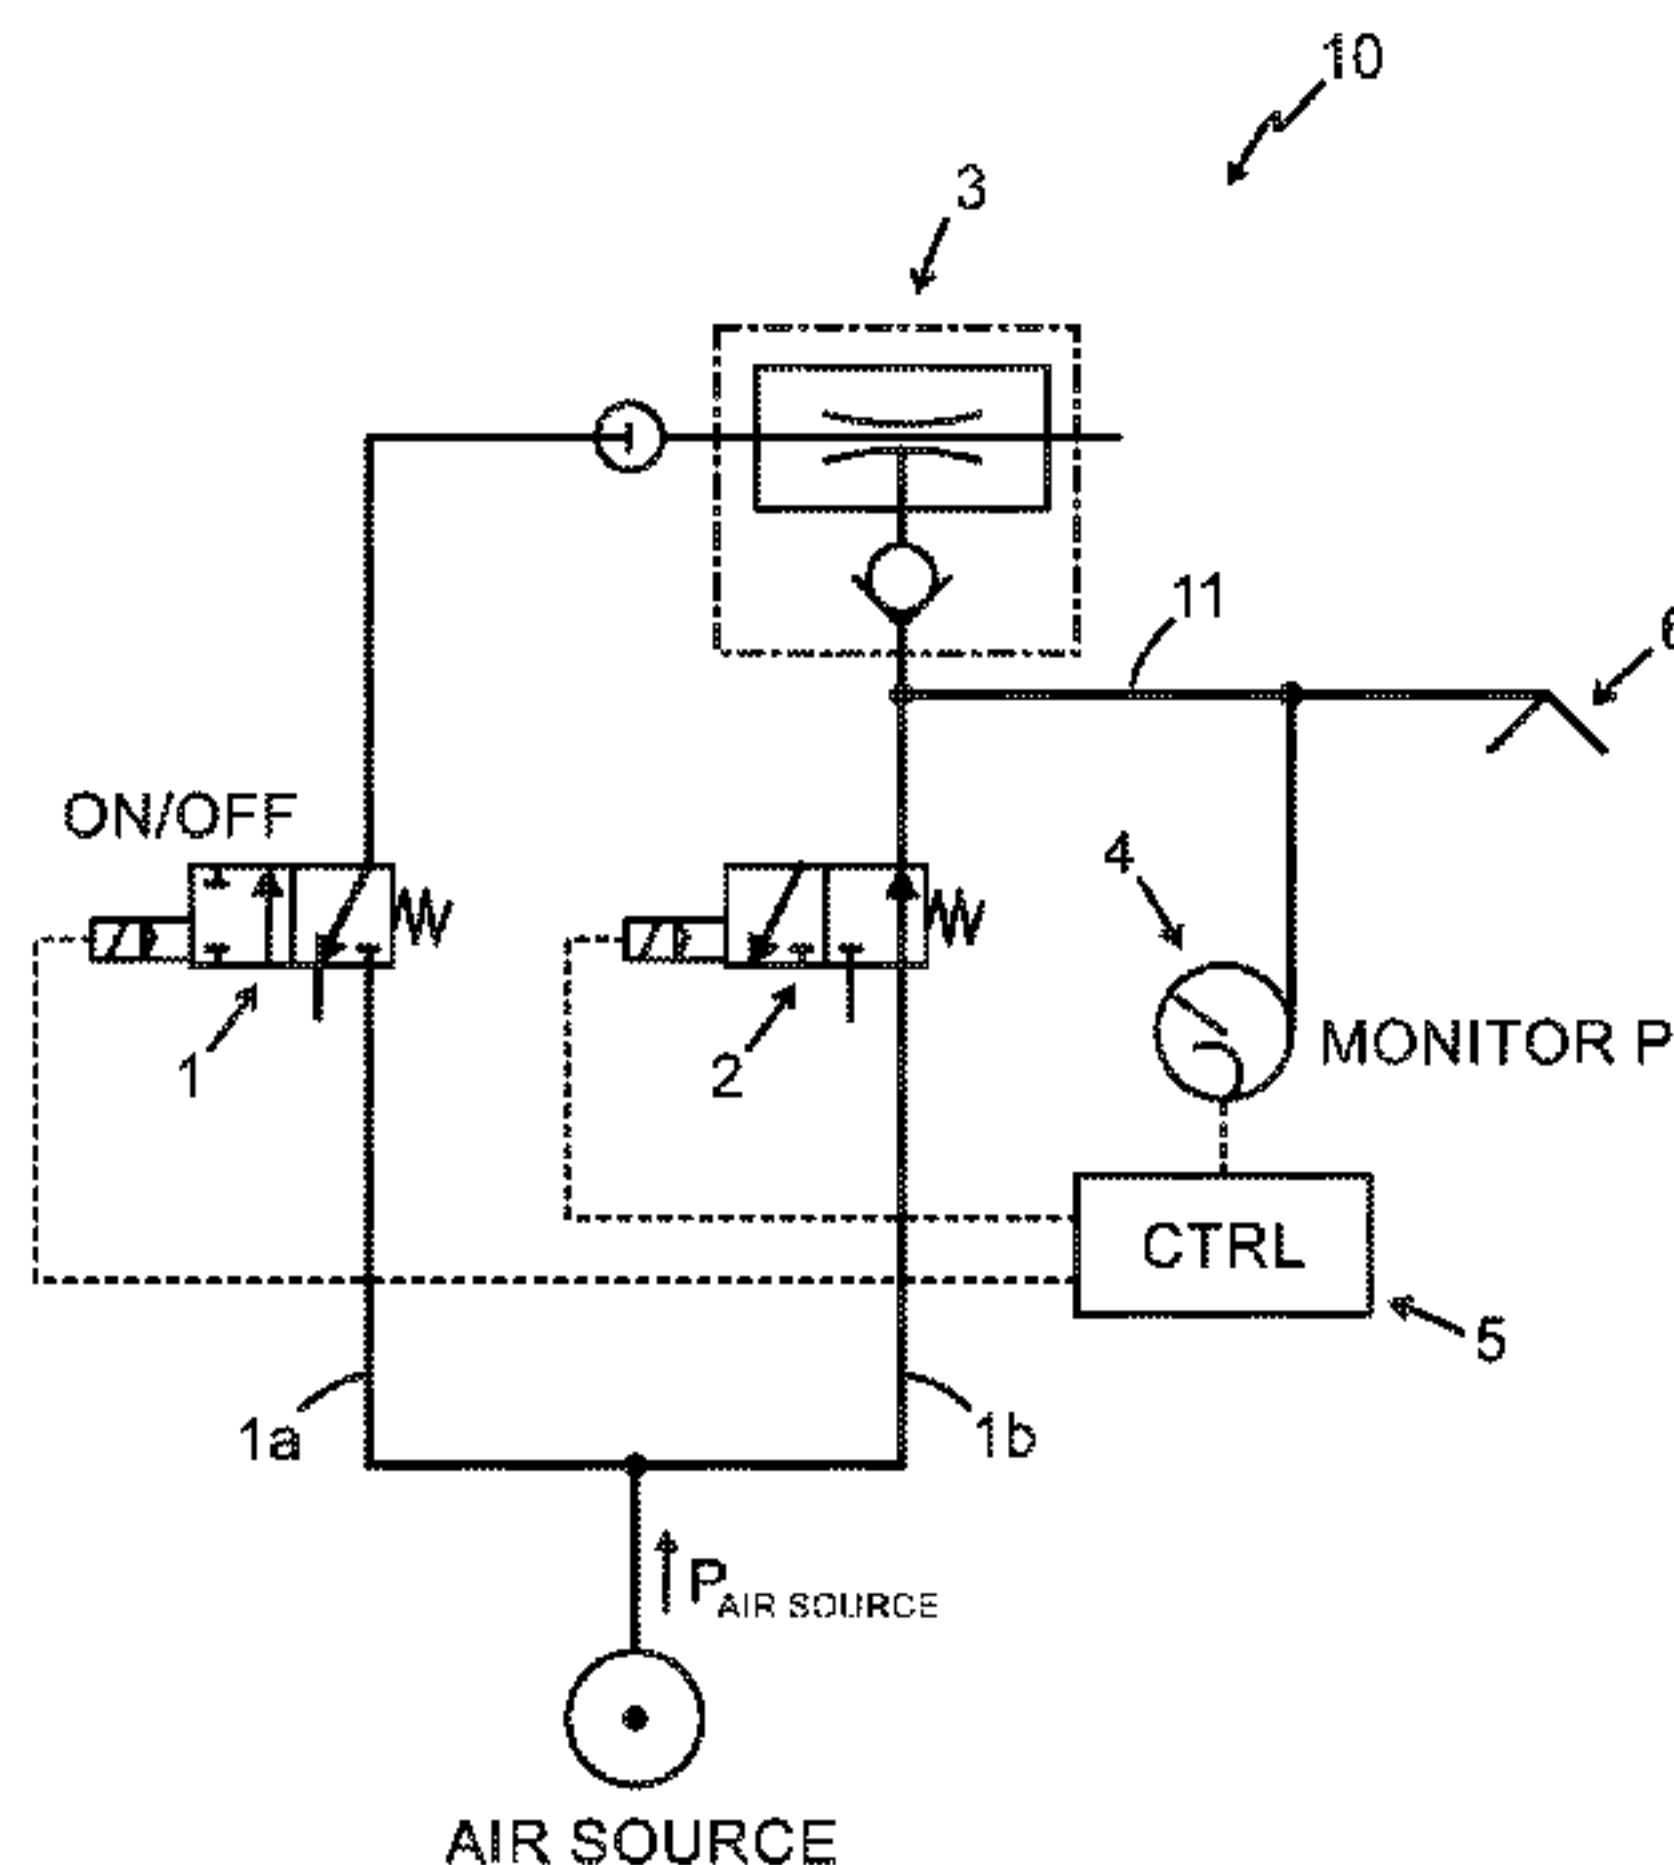 10
3
11
6
ON/OFF
4
1
2
MONITOR P
CTRL
5
1a
1b
P AIR SOURCE
AIR SOURCE